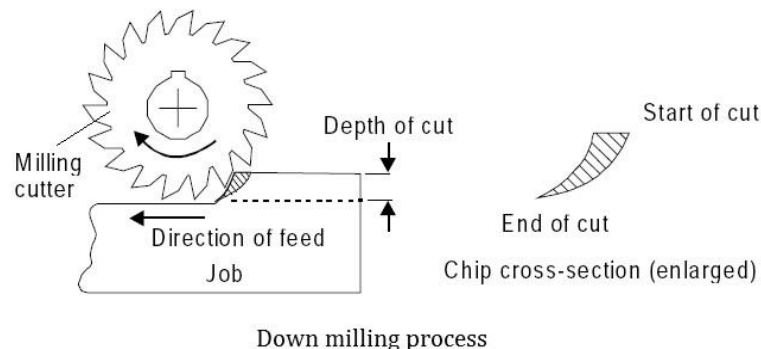 Depth of cut
Start of cut
Milling
cutter
End of cut
Direction of feed
Job
Chip cross-section (enlarged)
Down milling process